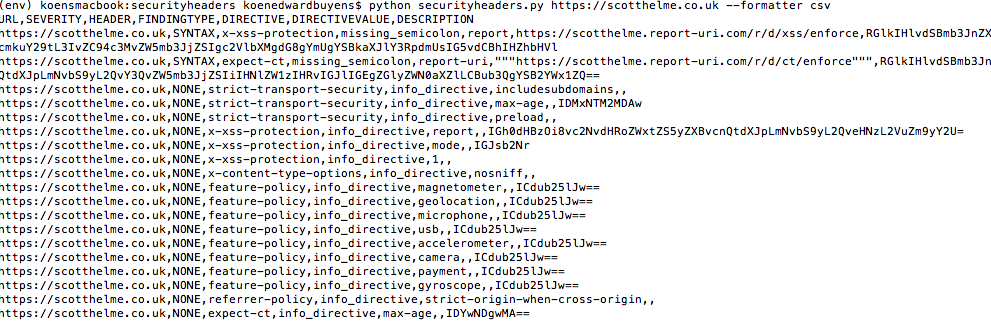 (env) koensmacbook:securityheaders koenedwardbuyens$ python securityheaders.py https://scotthelme.co.uk --formatter csv
URL,SEVERITY,HEADER,FINDINGTYPE,DIRECTIVE,DIRECTIVEVALUE,DESCRIPTION
https://scotthelme.co.uk,SYNTAX,x-xss-protection,missing_semicolon,report,https://scotthelme.report-uri.com/r/d/xss/enforce,RGlkIHlvdSBmb3JnZX
cmkuY29tL3IvZC94c3MvZW5mb3JjZSIgc2VlbXMgdG8gYmUgYSBkaXJlY3RpdmUsIG5vdCBhIHZhbHVl
https://scotthelme.co.uk,SYNTAX,expect-ct,missing_semicolon,report-uri,"""https://scotthelme.report-uri.com/r/d/ct/enforce""",RGlkIHlvdSBmb3Jn
QtdXJpLmNvbS9yL2QvY3QvZW5mb3JjZSIiIHNlZW1zIHRvIGJlIGEgZGlyZWN0aXZlLCBub3QgYSB2YWx1ZQ==
https://scotthelme.co.uk,NONE,strict-transport-security,info_directive,includesubdomains,,
https://scotthelme.co.uk,NONE,strict-transport-security,info_directive,max-age,,IDMxNTM2MDAw
https://scotthelme.co.uk,NONE,strict-transport-security,info_directive,preload,,
https://scotthelme.co.uk,NONE,x-xss-protection,info_directive,report,,IGh0dHBzOi8vc2NvdHRoZWxtZS5yZXBvcnQtdXJpLmNvbS9yL2QveHNzL2VuZm9yY2U=
https://scotthelme.co.uk,NONE,x-xss-protection,info_directive,mode,,IGJsb2Nr
https://scotthelme.co.uk,NONE,x-xss-protection,info_directive,1,,
https://scotthelme.co.uk,NONE,x-content-type-options,info_directive,nosniff,,
https://scotthelme.co.uk,NONE,feature-policy,info_directive,magnetometer,,ICdub25lJw==
https://scotthelme.co.uk,NONE,feature-policy,info_directive,geolocation,,ICdub25lJw==
https://scotthelme.co.uk,NONE,feature-policy,info_directive,microphone,,ICdub25lJw==
https://scotthelme.co.uk,NONE,feature-policy,info_directive,usb,,ICdub25lJw==
https://scotthelme.co.uk,NONE,feature-policy,info_directive,accelerometer,,ICdub25lJw==
https://scotthelme.co.uk,NONE,feature-policy,info_directive,camera,,ICdub25lJw==
https://scotthelme.co.uk,NONE,feature-policy,info_directive,payment,,ICdub25lJw==
https://scotthelme.co.uk,NONE,feature-policy,info_directive,gyroscope,,ICdub25lJw==
https://scotthelme.co.uk,NONE,referrer-policy,info_directive,strict-origin-when-cross-origin,,
https://scotthelme.co.uk,NONE,expect-ct,info_directive,max-age,,IDYwNDgwMA==